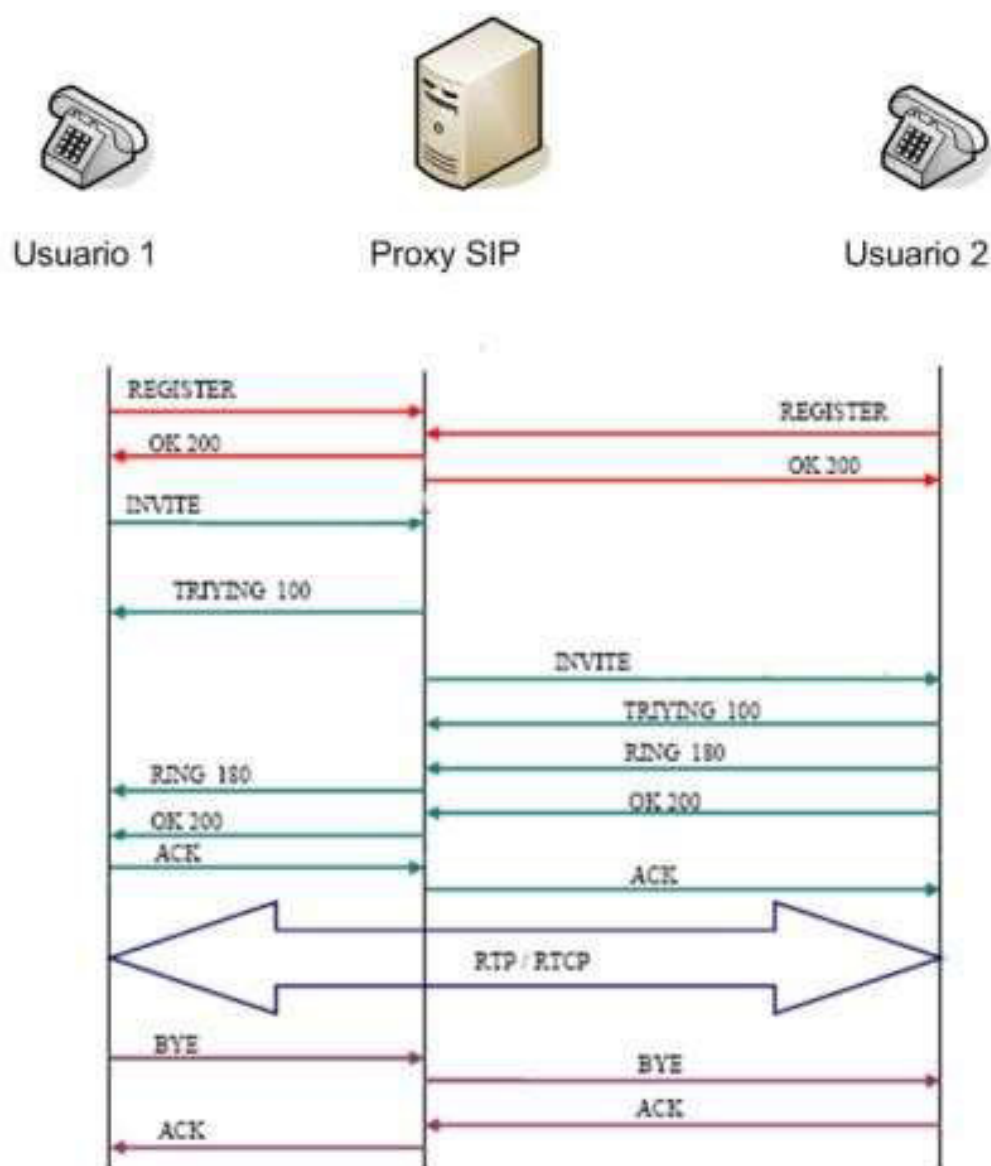 Usuario 1
Proxy SIP
Usuario 2
REGISTER
REGISTER
OK 200
OK 200
INVITE
TRIYING 100
INVITE
TRIYING 100
RING 180
RING 180
OK 200
OK 200
ACK
ACK
RTP / RTCP
BYE
BYE
ACK
ACK